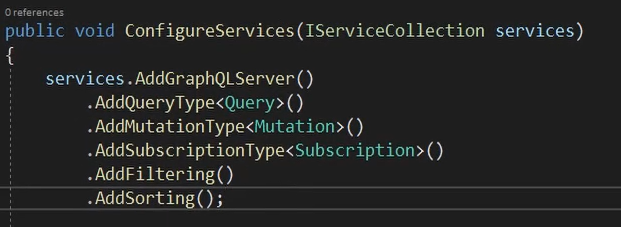 0 references
public void ConfigureServices(IServiceCollection services)
{
services.AddGraphQLServer()
.AddQueryType<Query>()
.AddMutationType<Mutation>()
.AddSubscriptionType<Subscription>()
.AddFiltering()
.AddSorting();